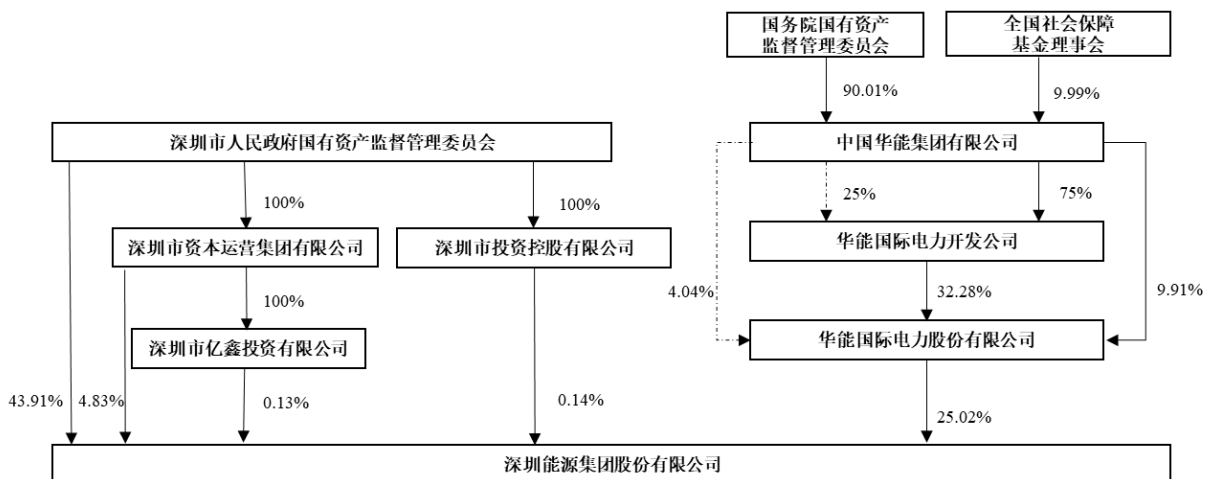 国务院国有资产
监督管理委员会
全国社会保障
基金理事会
90.01%
9.99%
深圳市人民政府国有资产监督管理委员会
中国华能集团有限公司
100%
100%
25%
75%
深圳市资本运营集团有限公司
深圳市投资控股有限公司
华能国际电力开发公司
4.04%
100%
32.28%
9.91%
深圳市亿鑫投资有限公司
华能国际电力股份有限公司
43.91%
4.83%
0.13%
0.14%
25.02%
深圳能源集团股份有限公司